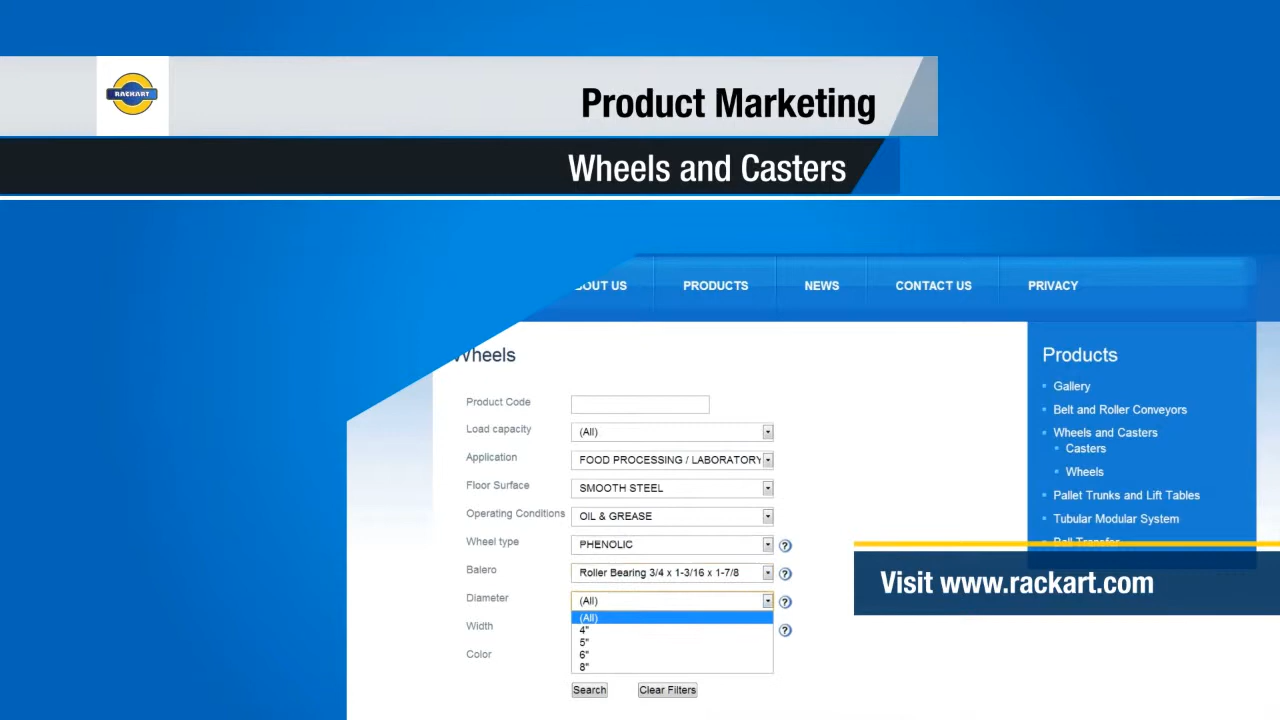 RACKART
Product Marketing
Wheels and Casters
BOUT US PRODUCTS NEWS CONTACT US PRIVACY
Wheels
Product Code
Load capacity (All)
Application FOOD PROCESSING / LABORATORY
Floor Surface SMOOTH STEEL
Operating Conditions OIL & GREASE
Wheel type PHENOLIC ?
Balero Roller Bearing 3/4 x 1-3/16 x 1-7/8 ?
Diameter (All) ?
(All)
4"
5"
6"
8"
Width ?
Color
Search Clear Filters
Products
Gallery
Belt and Roller Conveyors
Wheels and Casters
Casters
Wheels
Pallet Trunks and Lift Tables
Tubular Modular System
Ball Transfer
Visit www.rackart.com